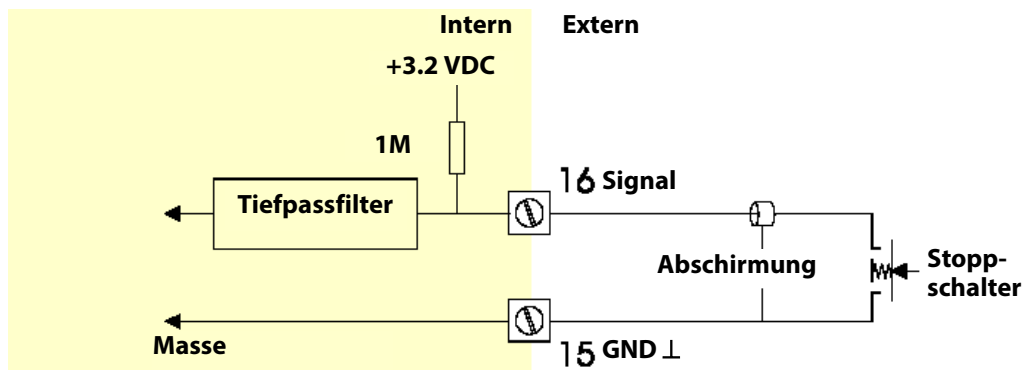 Intern
Extern
+3.2 VDC
1M
16 Signal
Tiefpassfilter
Abschirmung
Stopp-
schalter
Masse
15 GND ⊥